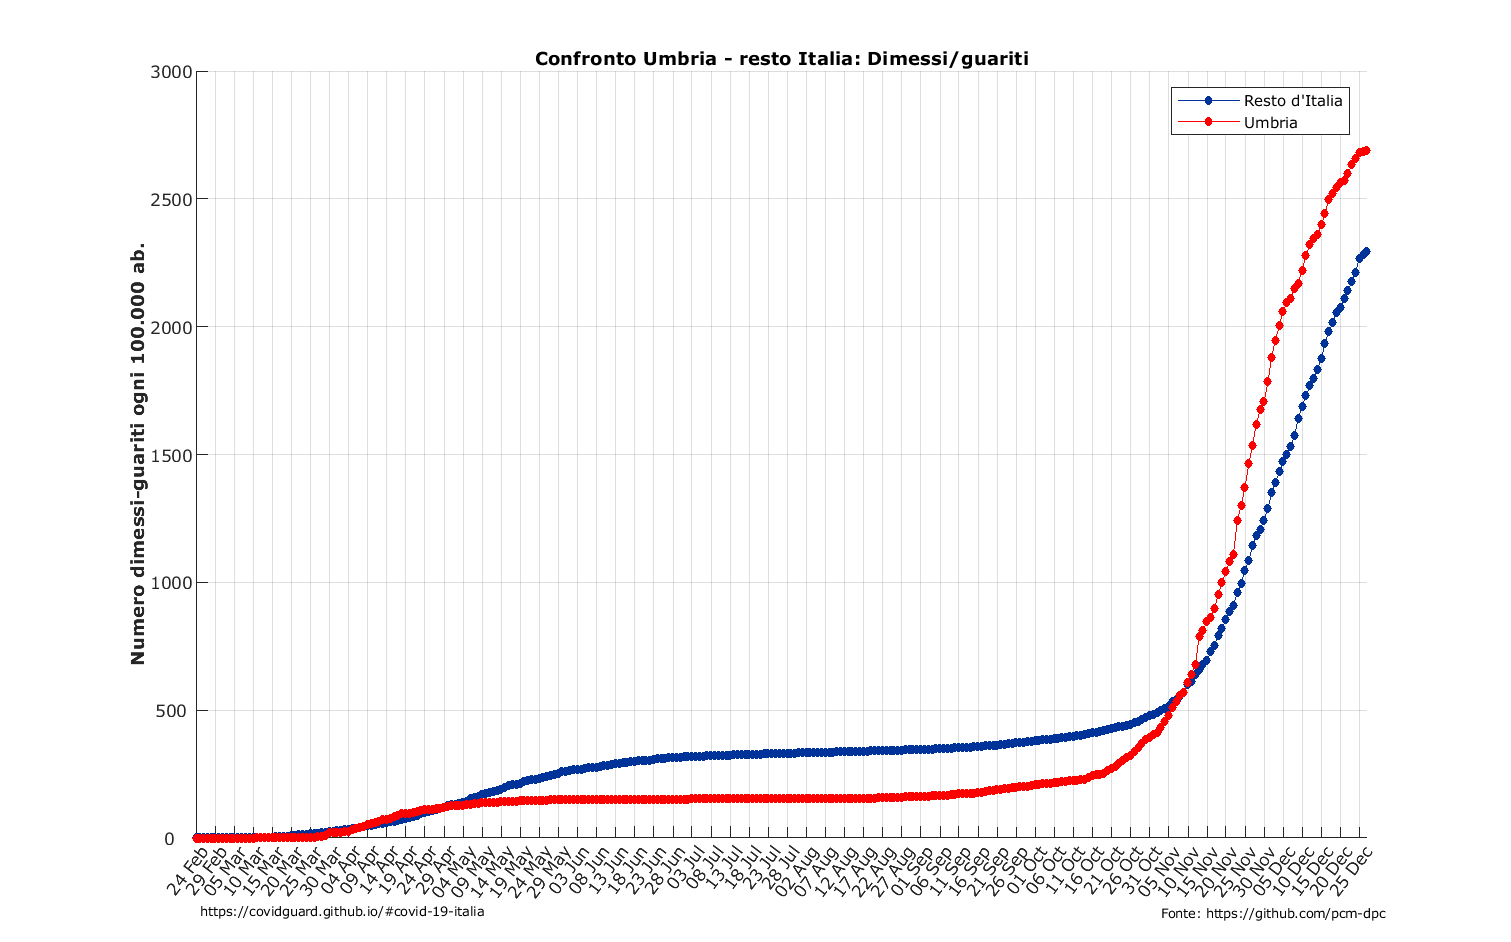 Confronto Umbria - resto Italia: Dimessi/guariti
Resto d'Italia
Umbria
Numero dimessi-guariti ogni 100.000 ab.
3000
2500
2000
1500
1000
500
0
24 Feb
29 Feb
05 Mar
10 Mar
15 Mar
20 Mar
25 Mar
30 Mar
04 Apr
09 Apr
14 Apr
19 Apr
24 Apr
29 Apr
04 May
09 May
14 May
19 May
24 May
29 May
03 Jun
08 Jun
13 Jun
18 Jun
23 Jun
28 Jun
03 Jul
08 Jul
13 Jul
18 Jul
23 Jul
28 Jul
02 Aug
07 Aug
12 Aug
17 Aug
22 Aug
27 Aug
01 Sep
06 Sep
11 Sep
16 Sep
21 Sep
26 Sep
01 Oct
06 Oct
11 Oct
16 Oct
21 Oct
26 Oct
31 Oct
05 Nov
10 Nov
15 Nov
20 Nov
25 Nov
30 Nov
05 Dec
10 Dec
15 Dec
20 Dec
25 Dec
https://covidguard.github.io/#covid-19-italia
Fonte: https://github.com/pcm-dpc